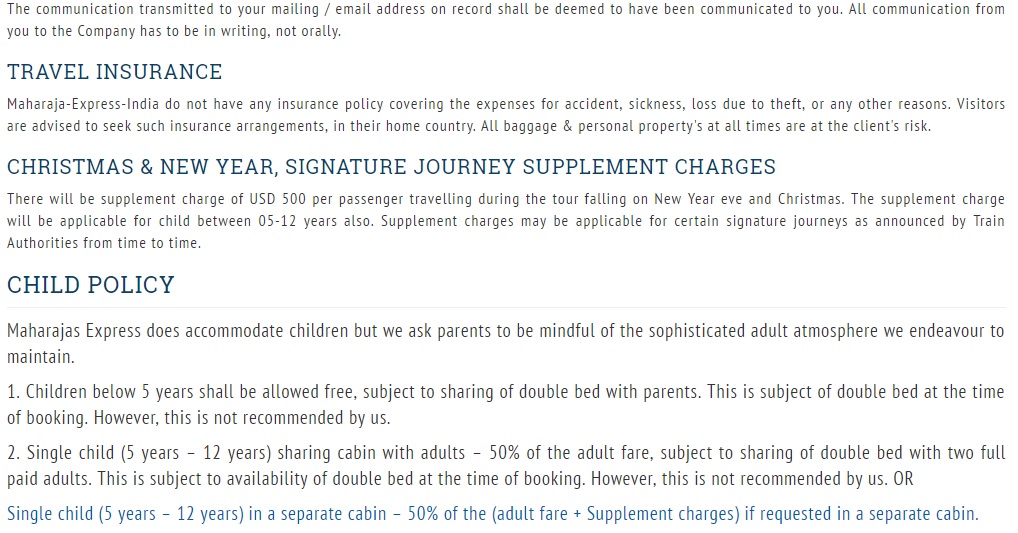 The communication transmitted to your mailing / email address on record shall be deemed to have been communicated to you. All communication from
you to the Company has to be in writing, not orally.
TRAVEL INSURANCE
Maharaja-Express-India do not have any insurance policy covering the expenses for accident, sickness, loss due to theft, or any other reasons. Visitors
are advised to seek such insurance arrangements, in their home country. All baggage & personal property's at all times are at the client's risk.
CHRISTMAS & NEW YEAR, SIGNATURE JOURNEY SUPPLEMENT CHARGES
There will be supplement charge of USD 500 per passenger travelling during the tour falling on New Year eve and Christmas. The supplement charge
will be applicable for child between 05-12 years also. Supplement charges may be applicable for certain signature journeys as announced by Train
Authorities from time to time.
CHILD POLICY
Maharajas Express does accommodate children but we ask parents to be mindful of the sophisticated adult atmosphere we endeavour to
maintain.
1. Children below 5 years shall be allowed free, subject to sharing of double bed with parents. This is subject of double bed at the time
of booking. However, this is not recommended by us.
2. Single child (5 years – 12 years) sharing cabin with adults – 50% of the adult fare, subject to sharing of double bed with two full
paid adults. This is subject to availability of double bed at the time of booking. However, this is not recommended by us. OR
Single child (5 years – 12 years) in a separate cabin – 50% of the (adult fare + Supplement charges) if requested in a separate cabin.